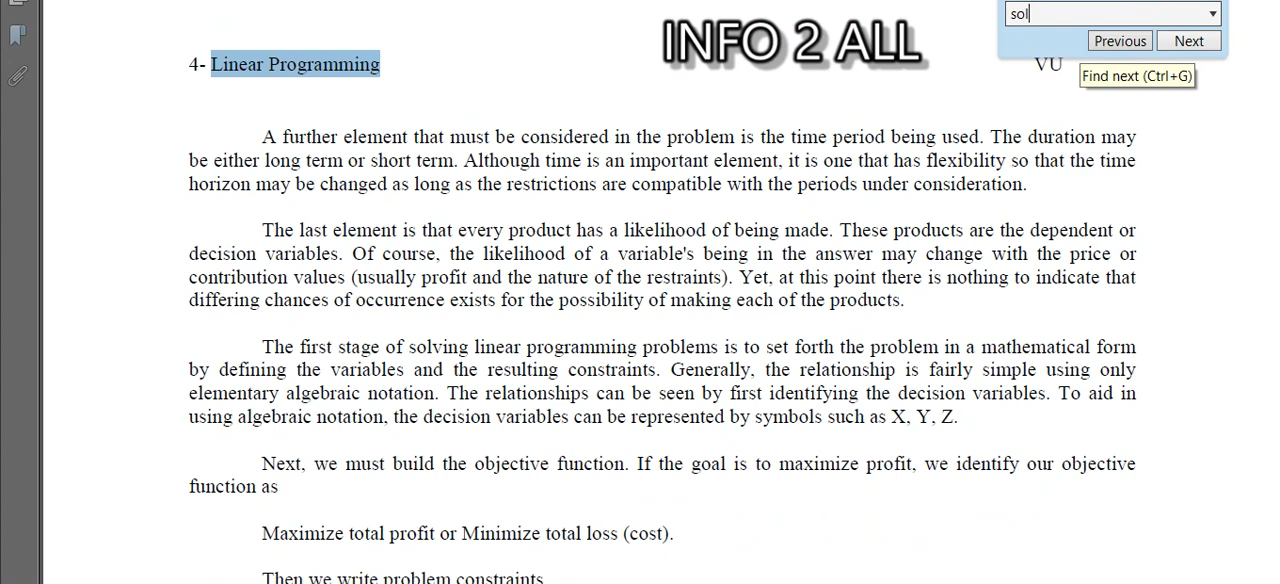 sol
INFO 2 ALL
Previous Next
4- Linear Programming
VU
Find next (Ctrl+G)
A further element that must be considered in the problem is the time period being used. The duration may
be either long term or short term. Although time is an important element, it is one that has flexibility so that the time
horizon may be changed as long as the restrictions are compatible with the periods under consideration.
The last element is that every product has a likelihood of being made. These products are the dependent or
decision variables. Of course, the likelihood of a variable's being in the answer may change with the price or
contribution values (usually profit and the nature of the restraints). Yet, at this point there is nothing to indicate that
differing chances of occurrence exists for the possibility of making each of the products.
The first stage of solving linear programming problems is to set forth the problem in a mathematical form
by defining the variables and the resulting constraints. Generally, the relationship is fairly simple using only
elementary algebraic notation. The relationships can be seen by first identifying the decision variables. To aid in
using algebraic notation, the decision variables can be represented by symbols such as X, Y, Z.
Next, we must build the objective function. If the goal is to maximize profit, we identify our objective
function as
Maximize total profit or Minimize total loss (cost).
Then we write problem constraints